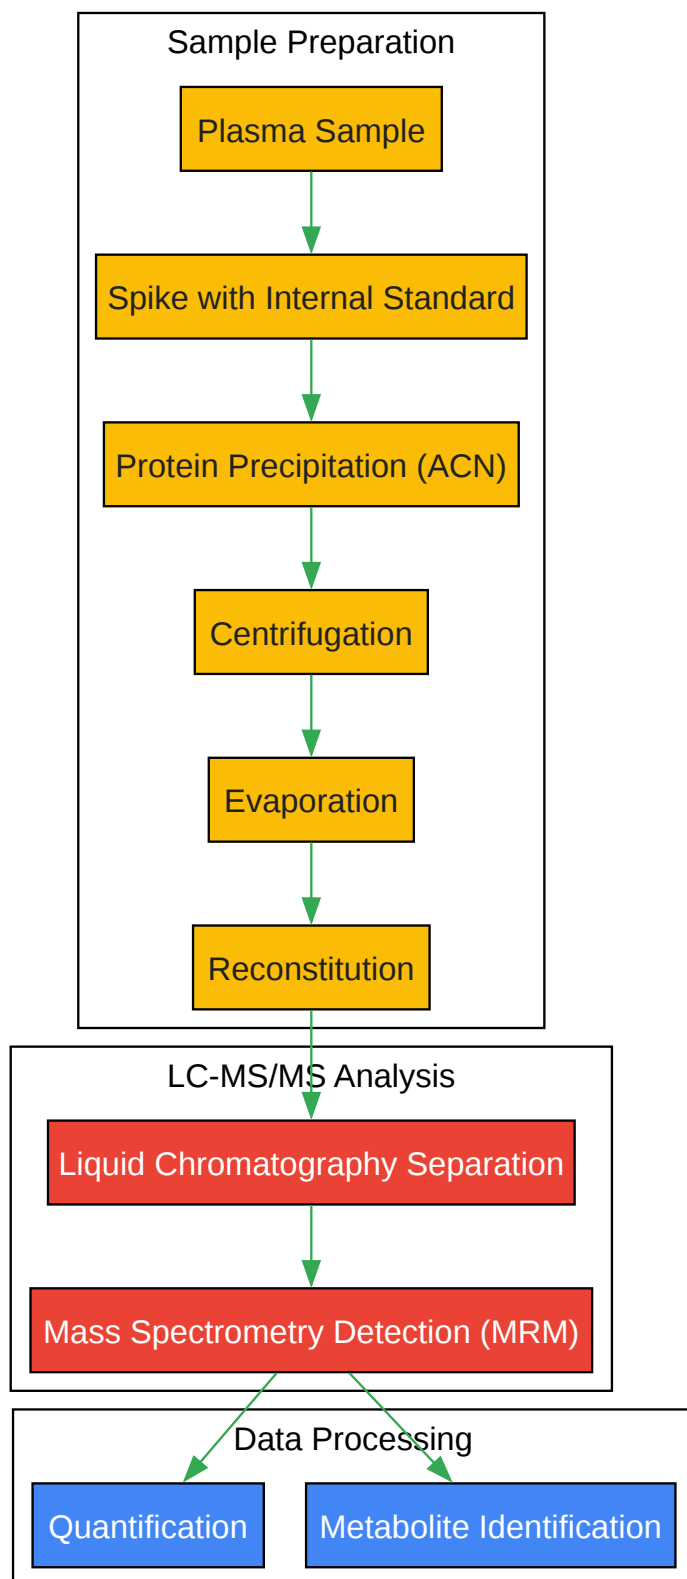 Sample Preparation
Plasma Sample
Spike with Internal Standard
Protein Precipitation (ACN)
Centrifugation
Evaporation
Reconstitution
LC-MS/MS Analysis
Liquid Chromatography Separation
Mass Spectrometry Detection (MRM)
Data Processing
Quantification
Metabolite Identification